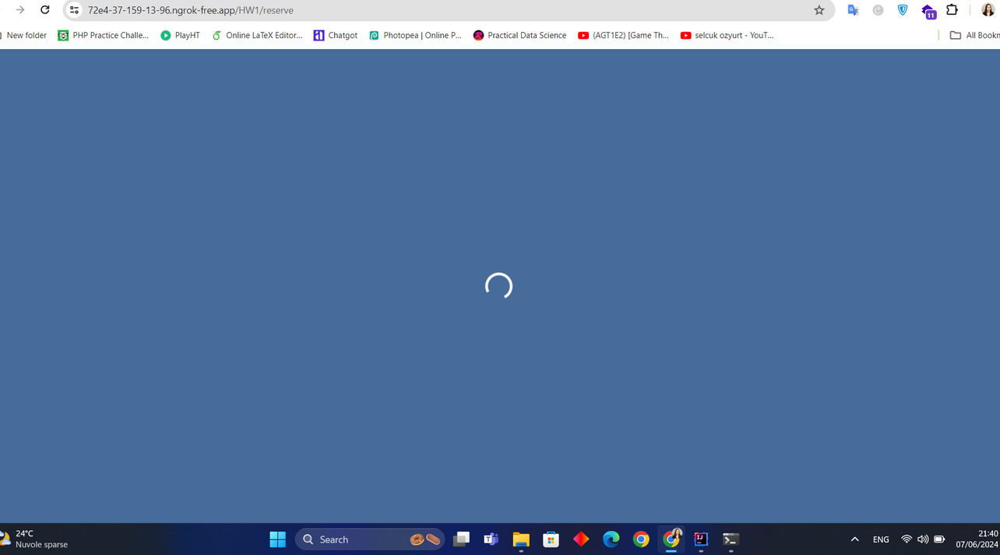 72e4-37-159-13-96.ngrok-free.app/HW1/reserve
11
New folder PHP Practice Challe... PlayHT Online LaTeX Editor... Chatgot Photopea | Online P... Practical Data Science (AGT1E2) [Game Th... selcuk ozyurt - YouT... All Bookm
24°C
Nuvole sparse
Search
ENG
21:40
07/06/2024